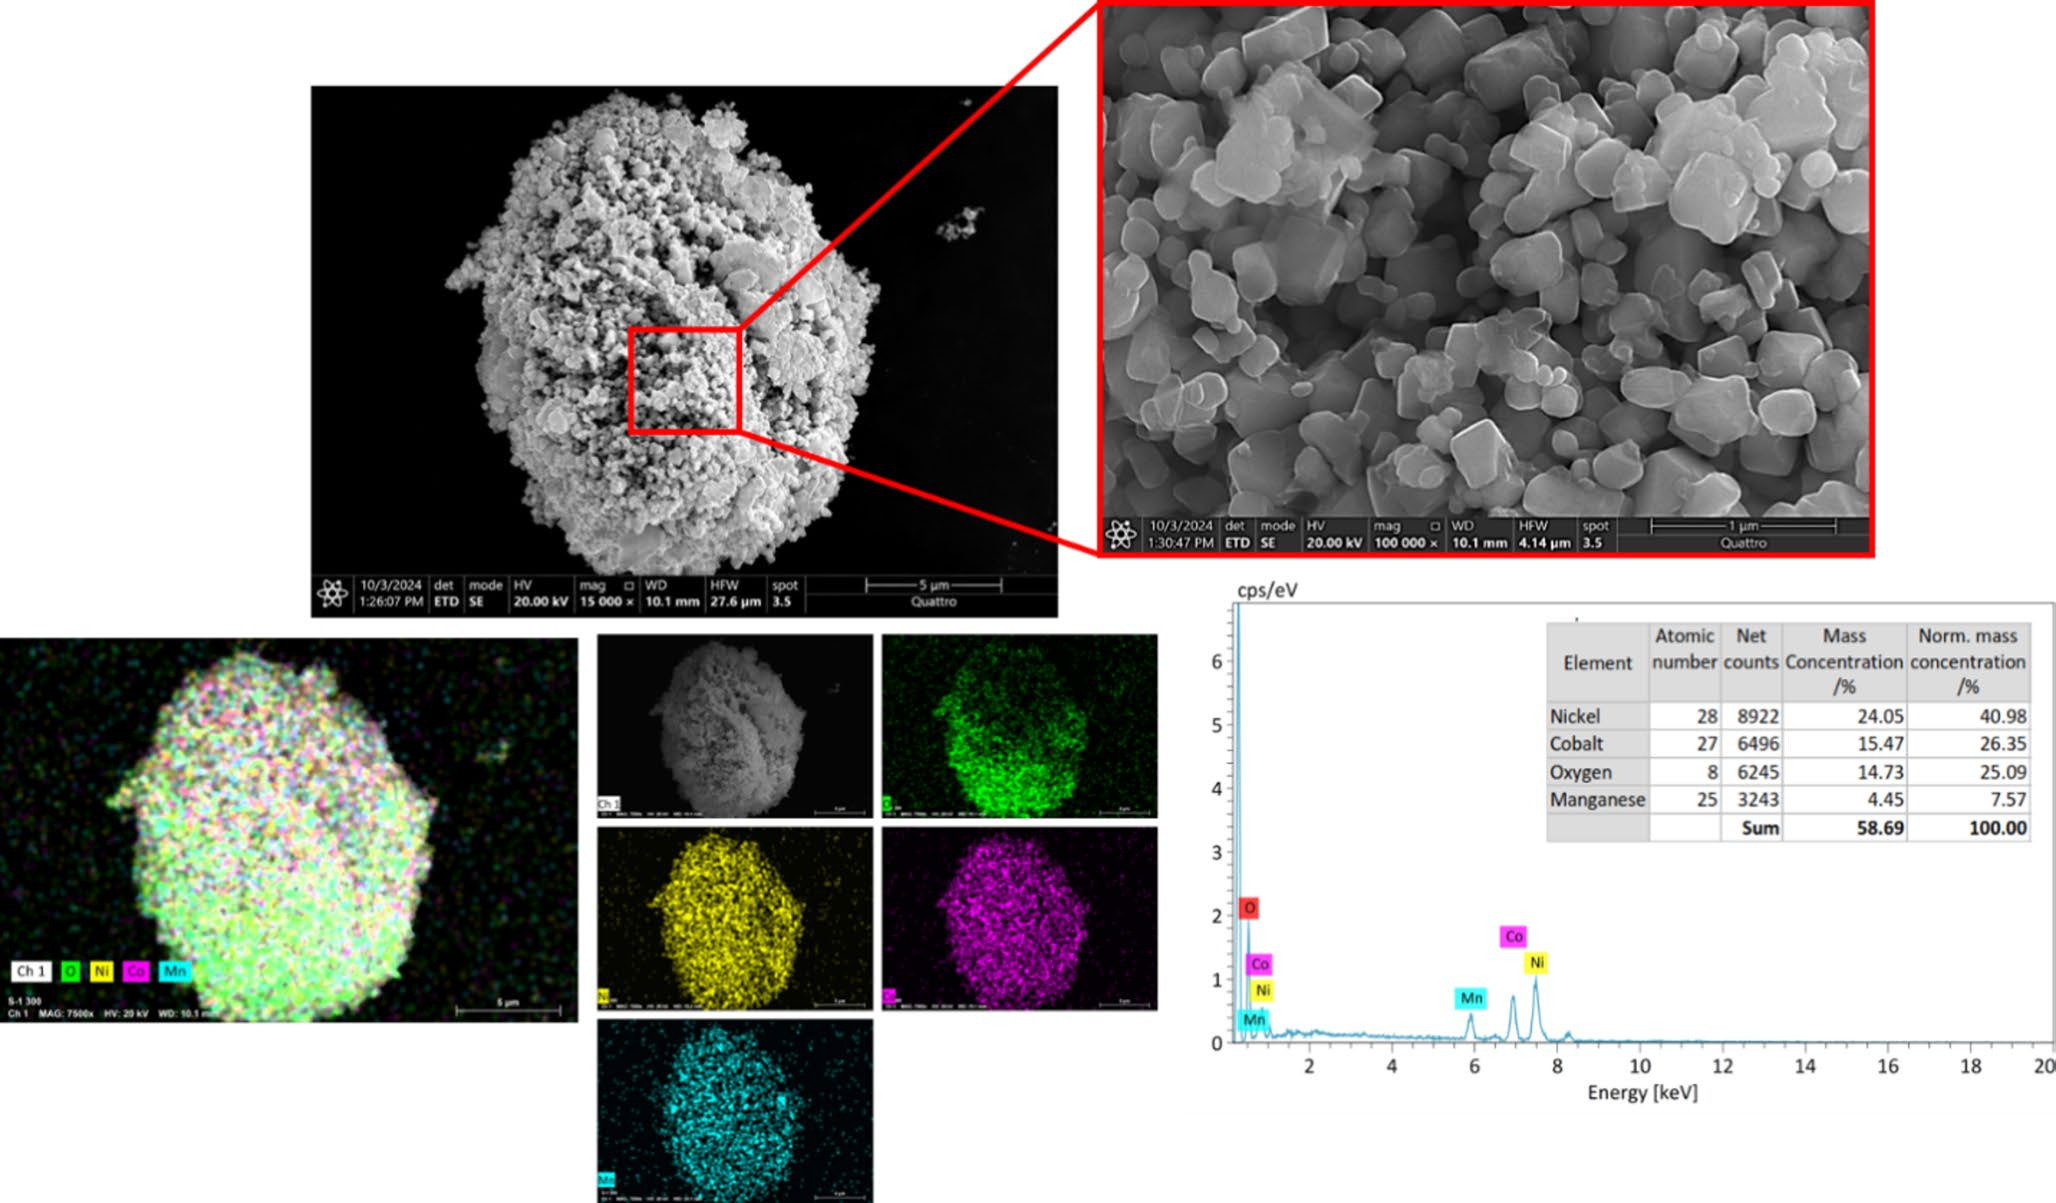 10/3/2024 det mode HV mag WD HFW spot 5 µm
1:26:07 PM ETD SE 20.00 kV 15 000 × 10.1 mm 27.6 µm 3.5 Quattro
10/3/2024 det mode HV mag WD HFW spot 1 µm
1:30:47 PM ETD SE 20.00 kV 100 000 × 10.1 mm 4.14 µm 3.5 Quattro
Ch 1 O Ni Co Mn
S-1 300
Ch 1 MAG: 7500x HV: 20 kV WD: 10.1 mm
5 µm
Ch 1
Mn
cps/eV
Element Atomic number Net counts Mass Concentration /% Norm. mass concentration /%
Nickel 28 8922 24.05 40.98
Cobalt 27 6496 15.47 26.35
Oxygen 8 6245 14.73 25.09
Manganese 25 3243 4.45 7.57
Sum 58.69 100.00
6
5
4
3
2
1
0
O
Co
Ni
Mn
Mn
Co
Ni
2 4 6 8 10 12 14 16 18 20
Energy [keV]